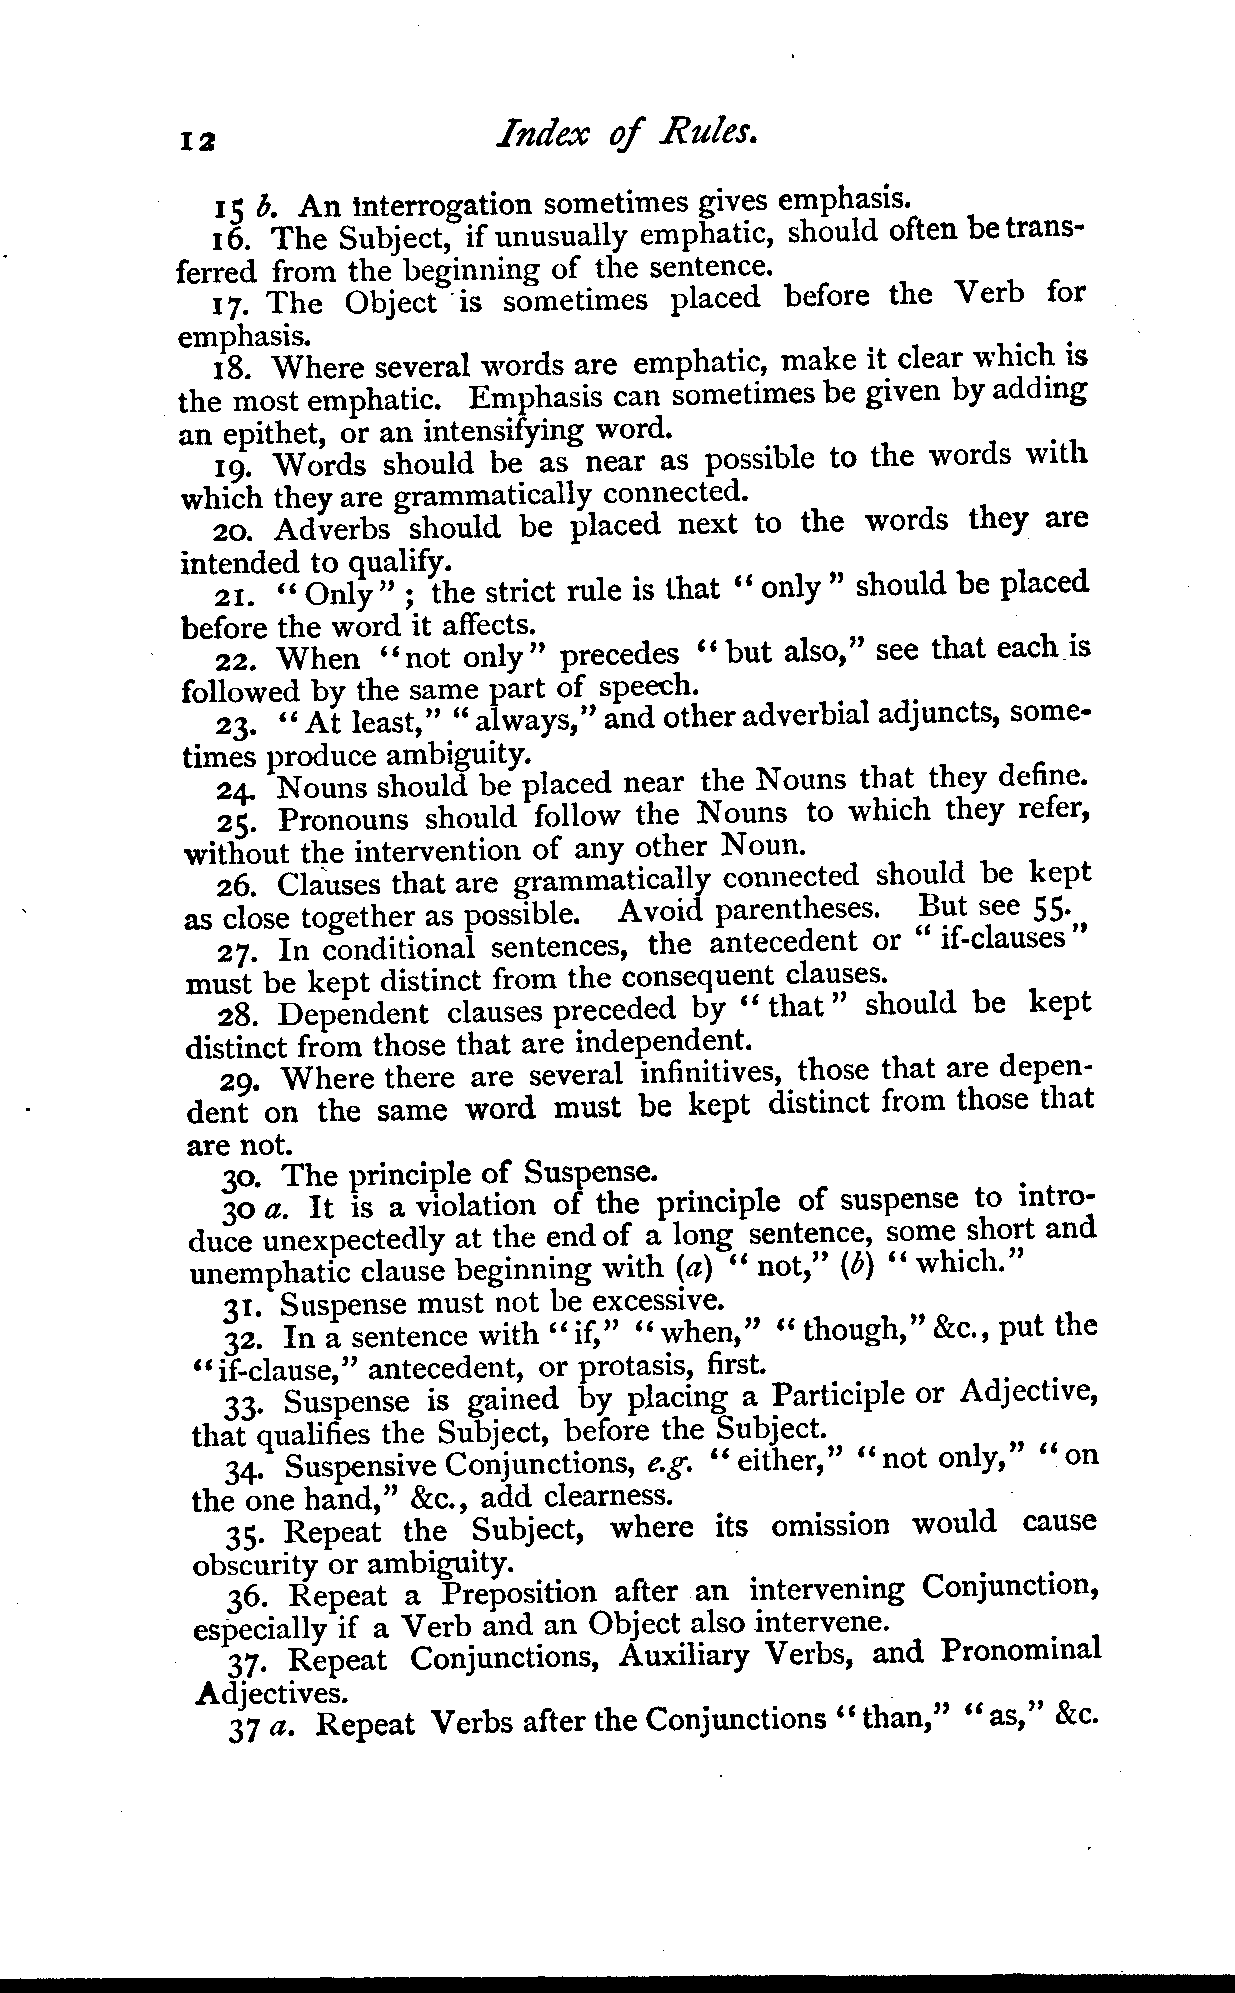 12 Index of Rules.
15 b. An interrogation sometimes gives emphasis.
16. The Subject, if unusually emphatic, should often be trans-
ferred from the beginning of the sentence.
17. The Object is sometimes placed before the Verb for
emphasis.
18. Where several words are emphatic, make it clear which is
the most emphatic. Emphasis can sometimes be given by adding
an epithet, or an intensifying word.
19. Words should be as near as possible to the words with
which they are grammatically connected.
20. Adverbs should be placed next to the words they are
intended to qualify.
21. "Only"; the strict rule is that "only" should be placed
before the word it affects.
22. When "not only" precedes "but also," see that each is
followed by the same part of speech.
23. "At least," "always," and other adverbial adjuncts, some-
times produce ambiguity.
24. Nouns should be placed near the Nouns that they define.
25. Pronouns should follow the Nouns to which they refer,
without the intervention of any other Noun.
26. Clauses that are grammatically connected should be kept
as close together as possible. Avoid parentheses. But see 55.
27. In conditional sentences, the antecedent or "if-clauses"
must be kept distinct from the consequent clauses.
28. Dependent clauses preceded by "that" should be kept
distinct from those that are independent.
29. Where there are several infinitives, those that are depen-
dent on the same word must be kept distinct from those that
are not.
30. The principle of Suspense.
30 a. It is a violation of the principle of suspense to intro-
duce unexpectedly at the end of a long sentence, some short and
unemphatic clause beginning with (a) "not," (b) "which."
31. Suspense must not be excessive.
32. In a sentence with "if," "when," "though," &c., put the
"if-clause," antecedent, or protasis, first.
33. Suspense is gained by placing a Participle or Adjective,
that qualifies the Subject, before the Subject.
34. Suspensive Conjunctions, e.g. "either," "not only," "on
the one hand," &c., add clearness.
35. Repeat the Subject, where its omission would cause
obscurity or ambiguity.
36. Repeat a Preposition after an intervening Conjunction,
especially if a Verb and an Object also intervene.
37. Repeat Conjunctions, Auxiliary Verbs, and Pronominal
Adjectives.
37 a. Repeat Verbs after the Conjunctions "than," "as," &c.